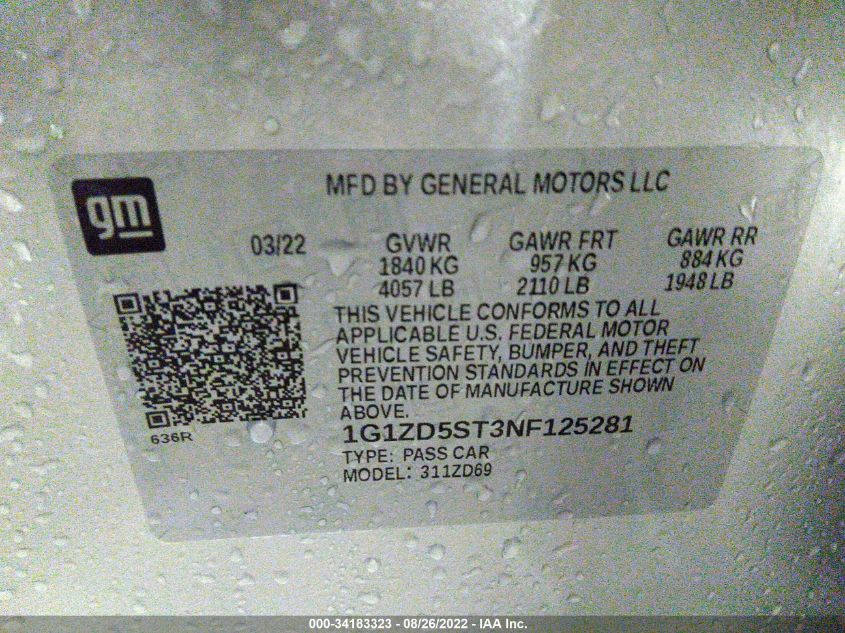 MFD BY GENERAL MOTORS LLC
gm
03/22 GVWR GAWR FRT GAWR RR
1840 KG 957 KG 884 KG
4057 LB 2110 LB 1948 LB
THIS VEHICLE CONFORMS TO ALL
APPLICABLE U.S. FEDERAL MOTOR
VEHICLE SAFETY, BUMPER, AND THEFT
PREVENTION STANDARDS IN EFFECT ON
THE DATE OF MANUFACTURE SHOWN
ABOVE.
636R
1G1ZD5ST3NF125281
TYPE: PASS CAR
MODEL: 311ZD69
000-34183323 - 08/26/2022 - IAA Inc.